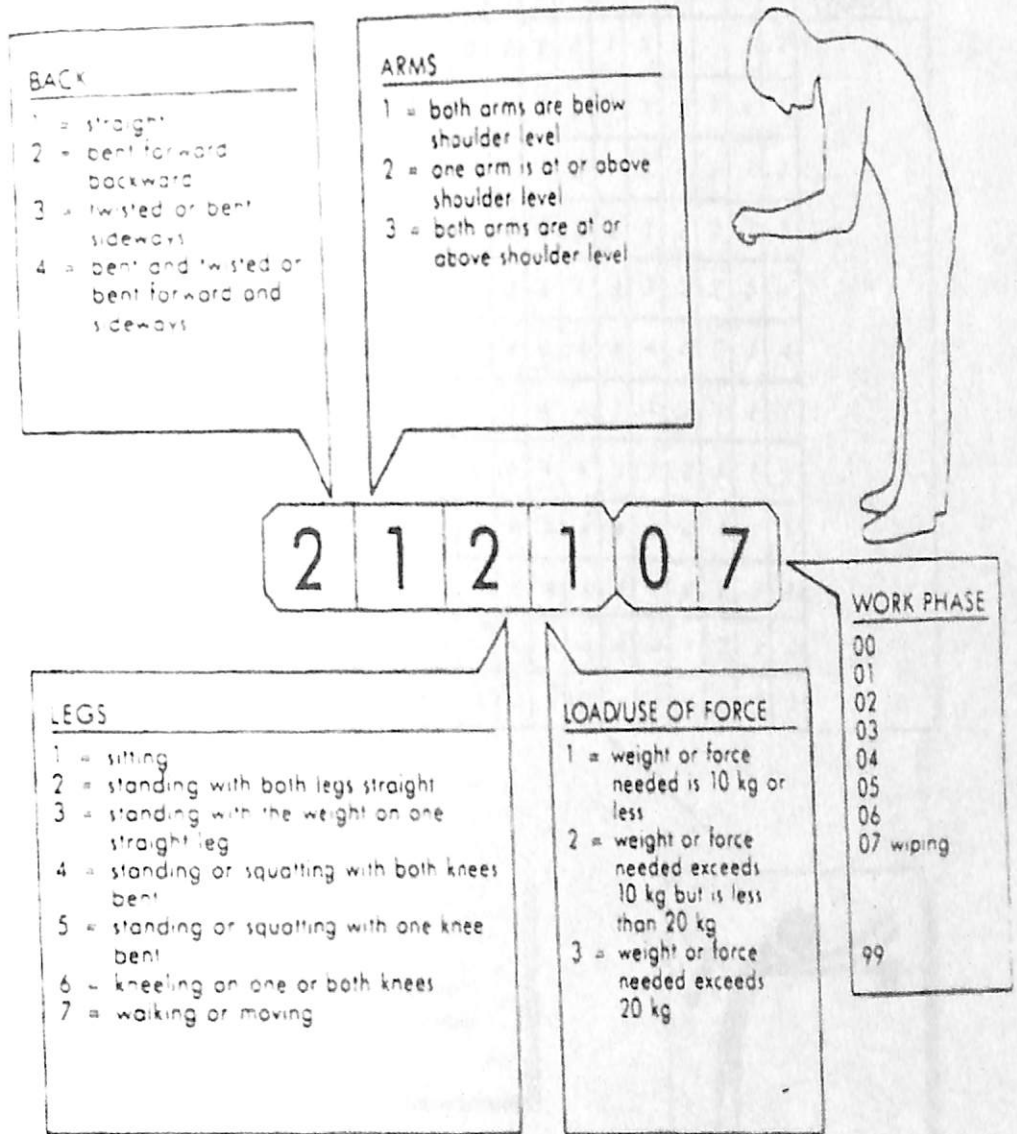 BACK
1 = straight
2 = bent forward
backward
3 = twisted or bent
sideways
4 = bent and twisted or
bent forward and
sideways
ARMS
1 = both arms are below
shoulder level
2 = one arm is at or above
shoulder level
3 = both arms are at or
above shoulder level
2 1 2 1 0 7
LEGS
1 = sitting
2 = standing with both legs straight
3 = standing with the weight on one
straight leg
4 = standing or squatting with both knees
bent
5 = standing or squatting with one knee
bent
6 = kneeling on one or both knees
7 = walking or moving
LOAD/USE OF FORCE
1 = weight or force
needed is 10 kg or
less
2 = weight or force
needed exceeds
10 kg but is less
than 20 kg
3 = weight or force
needed exceeds
20 kg
WORK PHASE
00
01
02
03
04
05
06
07 wiping
99